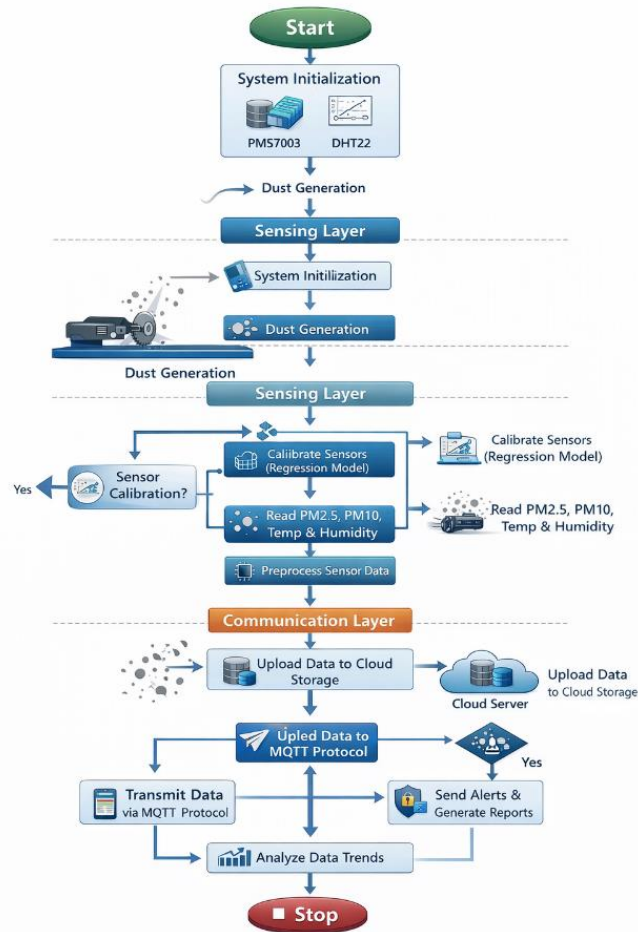 Start
System Initialization
PMS7003
DHT22
Dust Generation
Sensing Layer
System Initilization
Dust Generation
Dust Generation
Sensing Layer
Caliibrate Sensors
(Regression Model)
Calibrate Sensors
(Regression Model)
Sensor
Calibration?
Yes
Read PM2.5, PM10,
Temp & Humidity
Read PM2.5, PM10,
Temp & Humidity
Preprocess Sensor Data
Communication Layer
Upload Data to Cloud
Storage
Cloud Server
Upload Data
to Cloud Storage
Upled Data to
MQTT Protocol
Yes
Transmit Data
via MQTT Protocol
Send Alerts &
Generate Reports
Analyze Data Trends
Stop